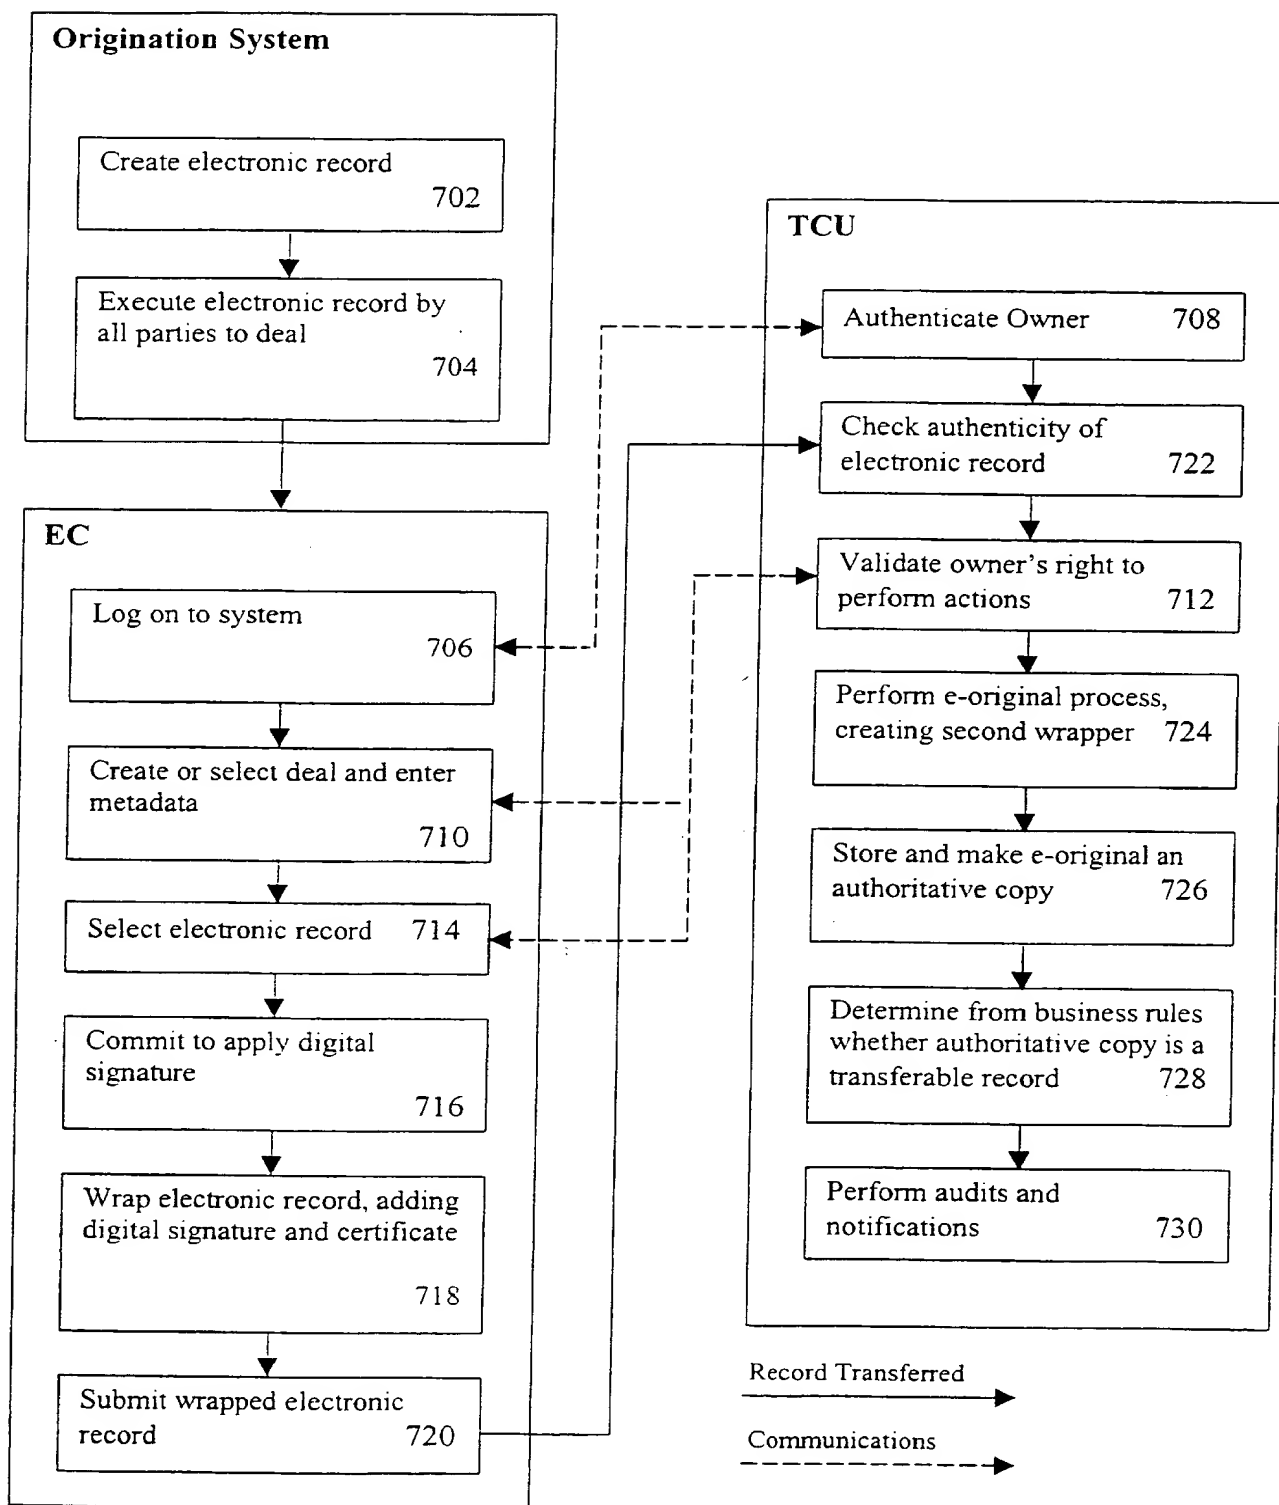 Origination System
Create electronic record
702
Execute electronic record by
all parties to deal
704
EC
Log on to system
706
Create or select deal and enter
metadata
710
Select electronic record 714
Commit to apply digital
signature
716
Wrap electronic record, adding
digital signature and certificate
718
Submit wrapped electronic
record 720
TCU
Authenticate Owner 708
Check authenticity of
electronic record 722
Validate owner's right to
perform actions 712
Perform e-original process,
creating second wrapper 724
Store and make e-original an
authoritative copy 726
Determine from business rules
whether authoritative copy is a
transferable record 728
Perform audits and
notifications 730
Record Transferred
Communications